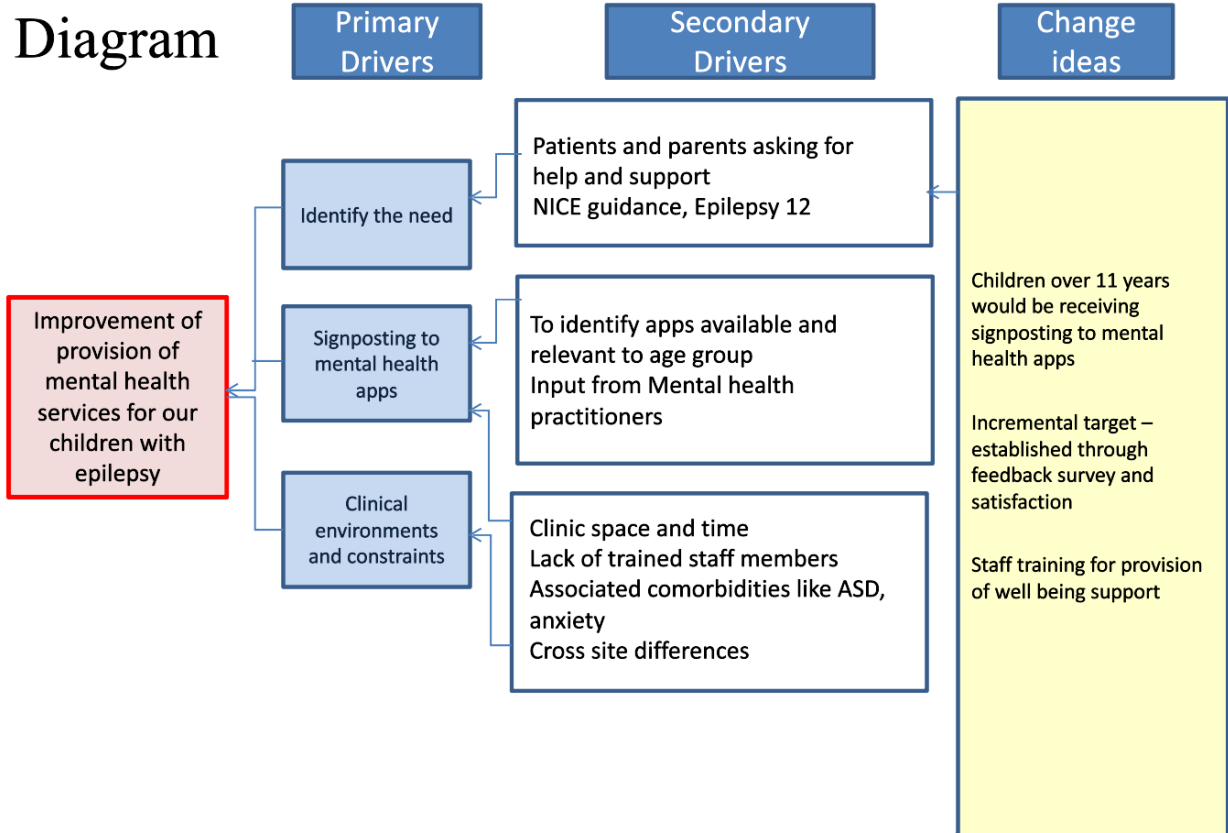 Diagram
Primary
Drivers
Secondary
Drivers
Change
ideas
Improvement of
provision of
mental health
services for our
children with
epilepsy
Identify the need
Signposting to
mental health
apps
Clinical
environments
and constraints
Patients and parents asking for
help and support
NICE guidance, Epilepsy 12
To identify apps available and
relevant to age group
Input from Mental health
practitioners
Clinic space and time
Lack of trained staff members
Associated comorbidities like ASD,
anxiety
Cross site differences
Children over 11 years
would be receiving
signposting to mental
health apps
Incremental target –
established through
feedback survey and
satisfaction
Staff training for provision
of well being support